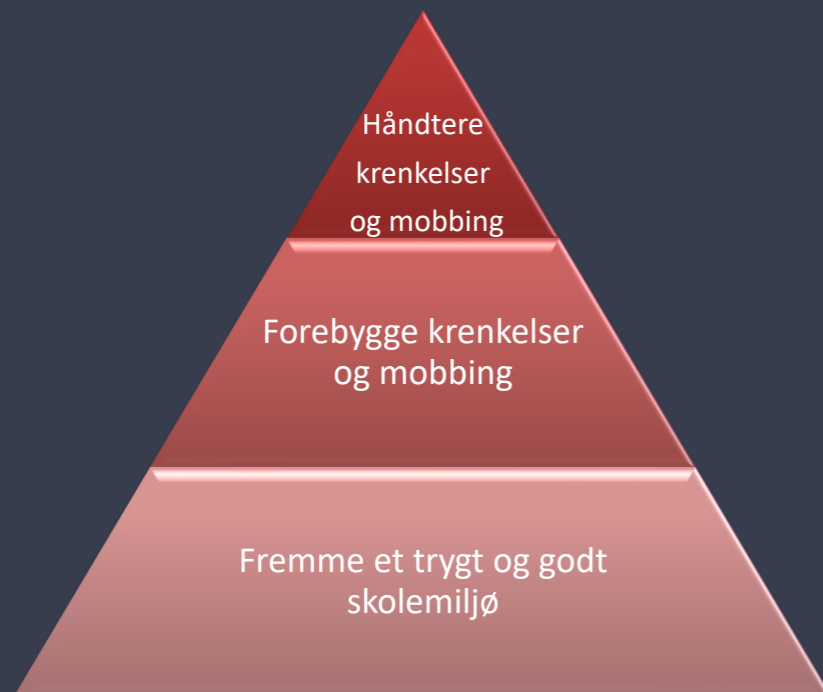 Håndtere
krenkelser
og mobbing
Forebygge krenkelser
og mobbing
Fremme et trygt og godt
skolemiljø